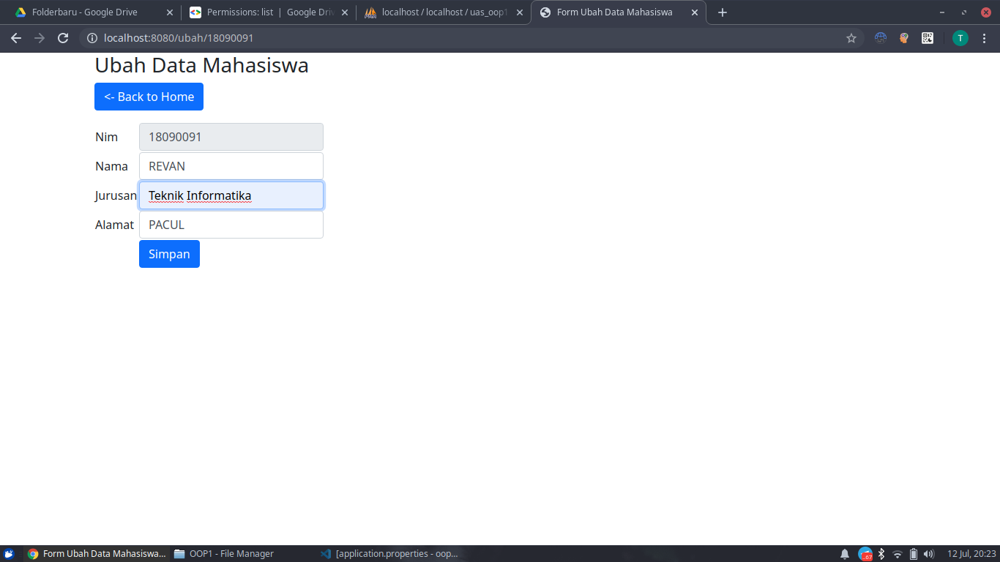 Folderbaru - Google Drive
Permissions: list | Google Driv
localhost / localhost / uas_oop1
Form Ubah Data Mahasiswa
localhost:8080/ubah/18090091
T
Ubah Data Mahasiswa
<- Back to Home
Nim 18090091
Nama REVAN
Jurusan Teknik Informatika
Alamat PACUL
Simpan
Form Ubah Data Mahasiswa...
OOP1 - File Manager
[application.properties - oop...
..67
12 Jul, 20:23